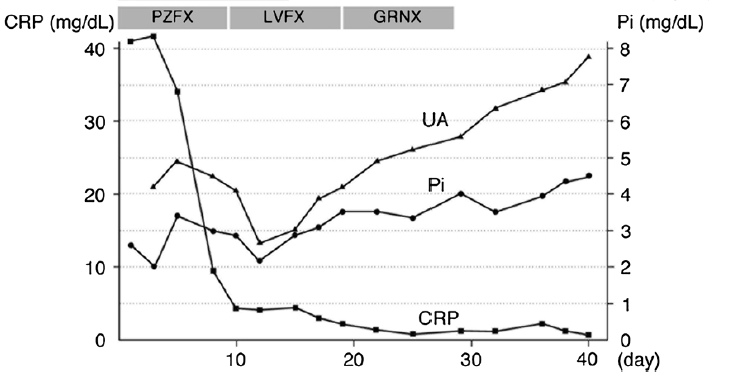 PZFX LVFX GRNX
CRP (mg/dL) Pi (mg/dL)
40 8
7
30 UA 6
5
20 Pi 4
3
10 2
CRP 1
0 0
10 20 30 40 (day)